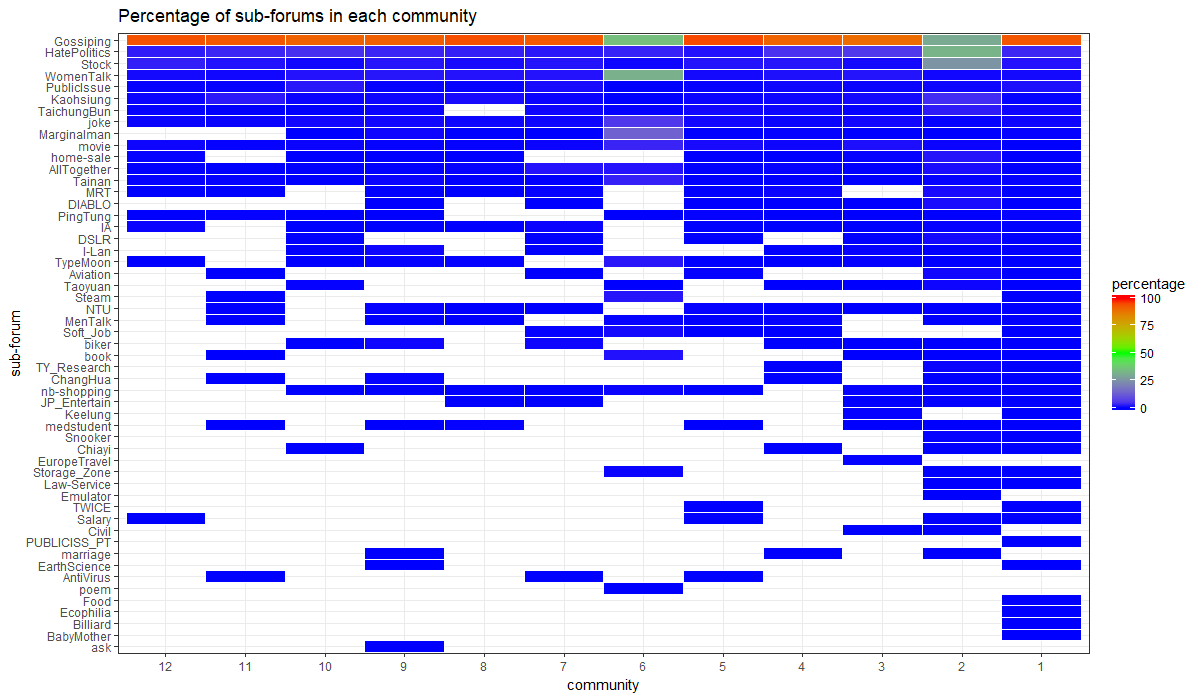 Percentage of sub-forums in each community
Gossiping
HatePolitics
Stock
WomenTalk
PublicIssue
Kaohsiung
TaichungBun
joke
Marginalman
movie
home-sale
AllTogether
Tainan
MRT
DIABLO
PingTung
IA
DSLR
I-Lan
TypeMoon
Aviation
Taoyuan
Steam
NTU
MenTalk
Soft_Job
biker
book
TY_Research
ChangHua
nb-shopping
JP_Entertain
Keelung
medstudent
Snooker
Chiayi
EuropeTravel
Storage_Zone
Law-Service
Emulator
TWICE
Salary
Civil
PUBLICISS_PT
marriage
EarthScience
AntiVirus
poem
Food
Ecophilia
Billiard
BabyMother
ask
sub-forum
12 11 10 9 8 7 6 5 4 3 2 1
community
percentage
100
75
50
25
0